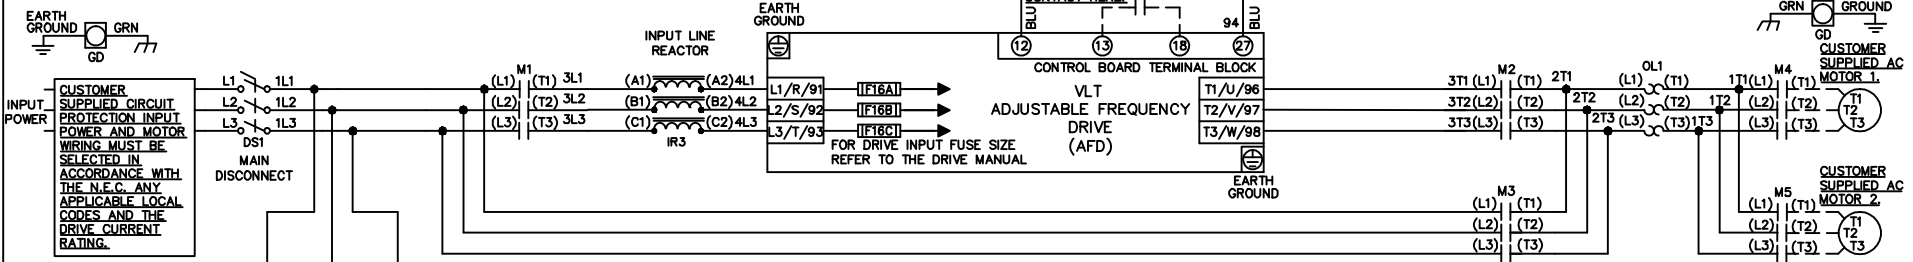 EARTH
GROUND
GRN
GD
INPUT
POWER
CUSTOMER
SUPPLIED CIRCUIT
PROTECTION INPUT
POWER AND MOTOR
WIRING MUST BE
SELECTED IN
ACCORDANCE WITH
THE N.E.C. ANY
APPLICABLE LOCAL
CODES AND THE
DRIVE CURRENT
RATING.
L1 1L1
L2 1L2
L3 1L3
DS1
MAIN
DISCONNECT
M1
(L1) (T1) 3L1
(L2) (T2) 3L2
(L3) (T3) 3L3
INPUT LINE
REACTOR
(A1) (A2) 4L1
(B1) (B2) 4L2
(C1) (C2) 4L3
IR3
EARTH
GROUND
BLU
94
BLU
12
13
18
27
CONTROL BOARD TERMINAL BLOCK
L1/R/91
L2/S/92
L3/T/93
IF16A
IF16B
IF16C
FOR DRIVE INPUT FUSE SIZE
REFER TO THE DRIVE MANUAL
VLT
ADJUSTABLE FREQUENCY
DRIVE
(AFD)
T1/U/96
T2/V/97
T3/W/98
EARTH
GROUND
M2
3T1 (L1) (T1) 2T1
3T2 (L2) (T2) 2T2
3T3 (L3) (T3) 2T3
M3
(L1) (T1)
(L2) (T2)
(L3) (T3)
OL1
(L1) (T1) 1T1
(L2) (T2) 1T2
(L3) (T3) 1T3
GRN
GROUND
GD
CUSTOMER
SUPPLIED AC
MOTOR 1.
M4
(L1) (T1)
(L2) (T2)
(L3) (T3)
T1
T2
T3
CUSTOMER
SUPPLIED AC
MOTOR 2.
M5
(L1) (T1)
(L2) (T2)
(L3) (T3)
T1
T2
T3